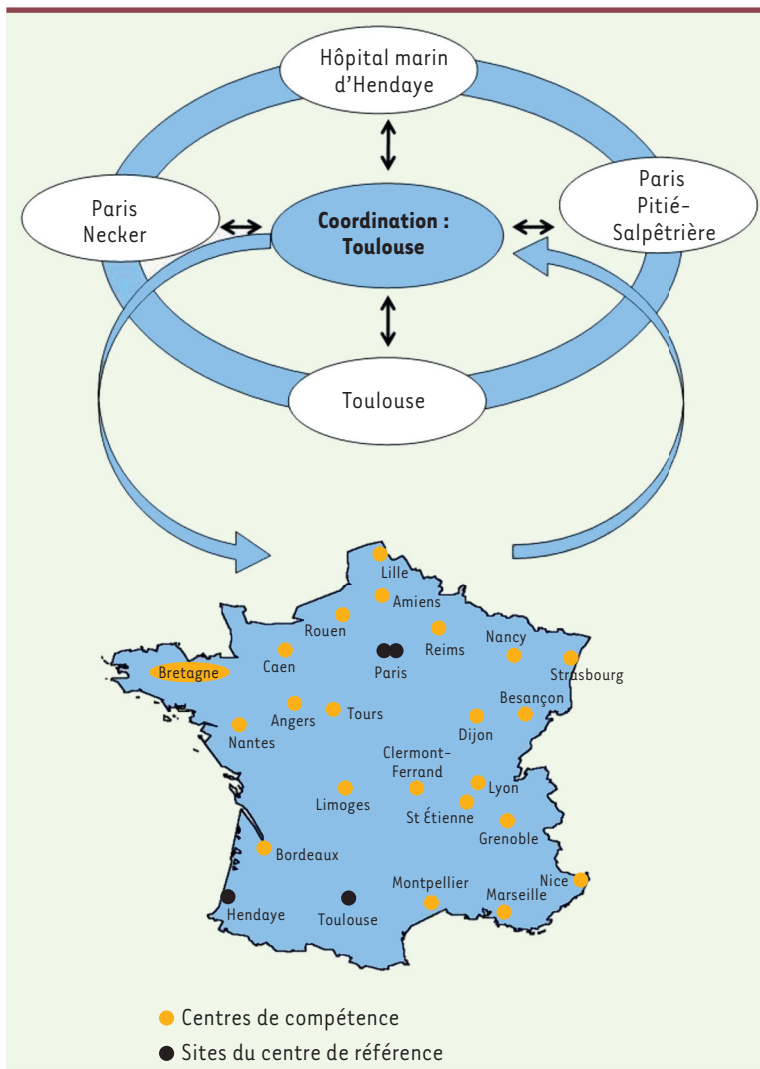 Hôpital marin
d'Hendaye
Paris
Necker
Coordination :
Toulouse
Paris
Pitié-
Salpêtrière
Toulouse
Lille
Amiens
Rouen
Reims
Nancy
Caen
Paris
Strasbourg
Bretagne
Besançon
Angers
Tours
Nantes
Dijon
Clermont-
Ferrand
Lyon
Limoges
St Étienne
Grenoble
Bordeaux
Montpellier
Nice
Marseille
Hendaye
Toulouse
Centres de compétence
Sites du centre de référence